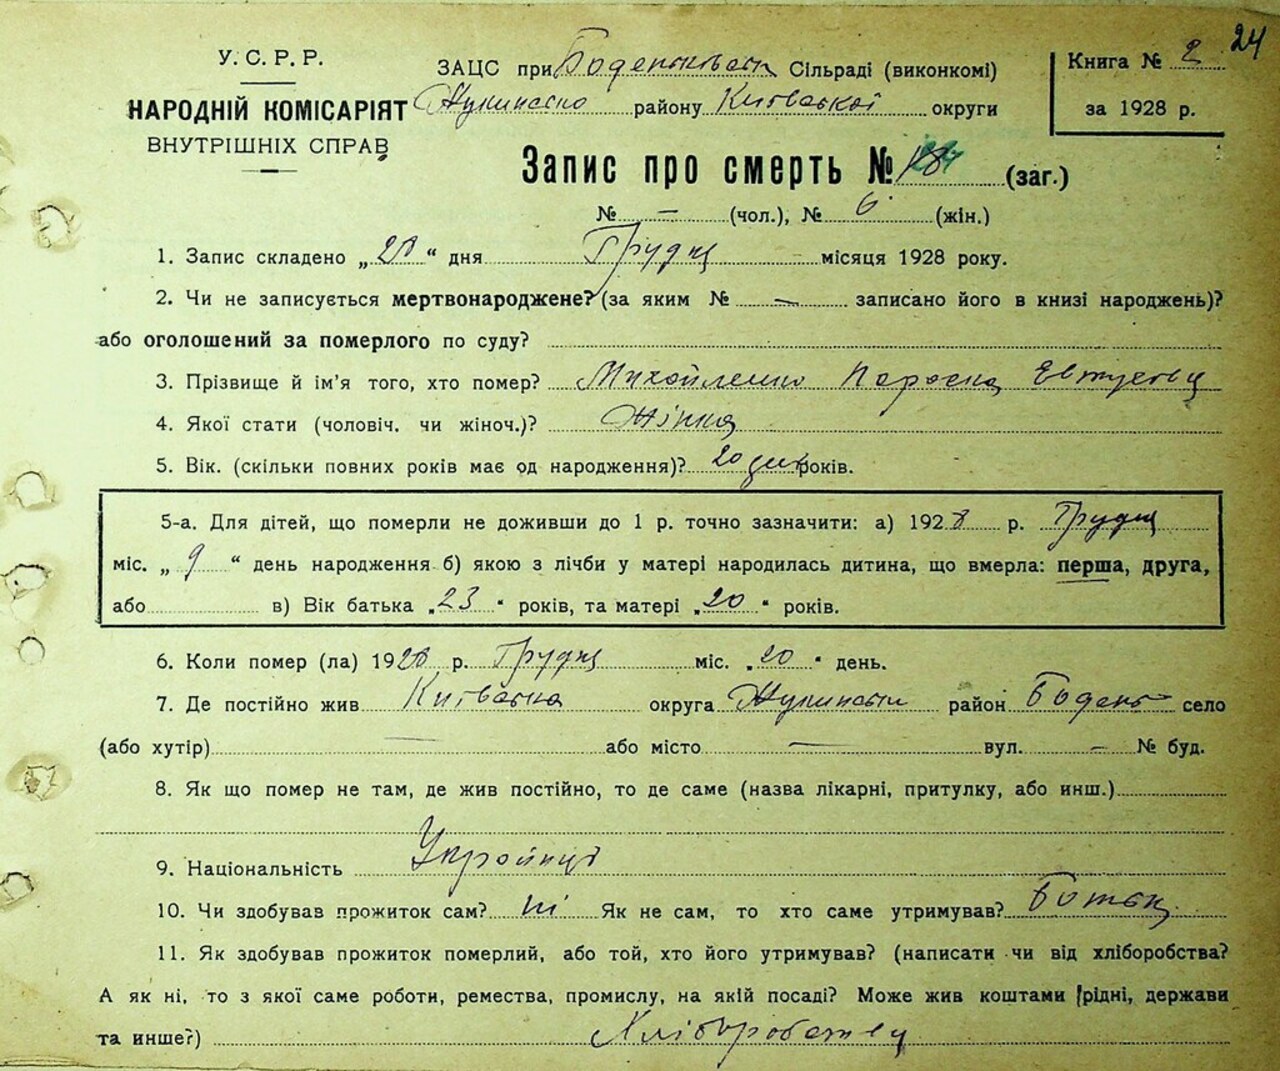 24
У. С. Р. Р.
НАРОДНІЙ КОМІСАРІЯТ
ВНУТРІШНІХ СПРАВ
ЗАЦС при Сільраді (виконкомі)
району Київської округи
Книга № 2
за 1928 р.
Запис про смерть № 24 (заг.)
№ — (чол.), № 6 (жін.)
1. Запис складено „28“ дня Грудня місяця 1928 року.
2. Чи не записується мертвонароджене? (за яким № — записано його в книзі народжень)?
або оголошений за померлого по суду?
3. Прізвище й ім'я того, хто помер? Михайленко Параска
4. Якої стати (чоловіч. чи жіноч.)? Жінка
5. Вік. (скільки повних років має од народження)? 20 днів років.
5-а. Для дітей, що померли не доживши до 1 р. точно зазначити: а) 1928 р. Грудня
міс. „9“ день народження б) якою з лічби у матері народилась дитина, що вмерла: перша, друга,
або в) Вік батька „23“ років, та матері „20“ років.
6. Коли помер (ла) 1928 р. Грудня міс. „20“ день.
7. Де постійно жив Київська округа район село
(або хутір) — або місто — вул. — № буд.
8. Як що помер не там, де жив постійно, то де саме (назва лікарні, притулку, або инш.)
9. Національність Україниці
10. Чи здобував прожиток сам? ні Як не сам, то хто саме утримував? Батьк
11. Як здобував прожиток померлий, або той, хто його утримував? (написати чи від хліборобства?
А як ні, то з якої саме роботи, ремества, промислу, на якій посаді? Може жив коштами рідні, держави
та инше?)